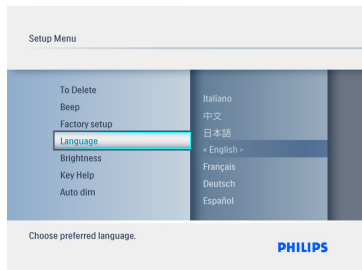 Setup Menu
To Delete
Beep
Factory setup
Language
Brightness
Key Help
Auto dim
Italiano
中文
日本語
< English >
Français
Deutsch
Español
Choose preferred language.
PHILIPS